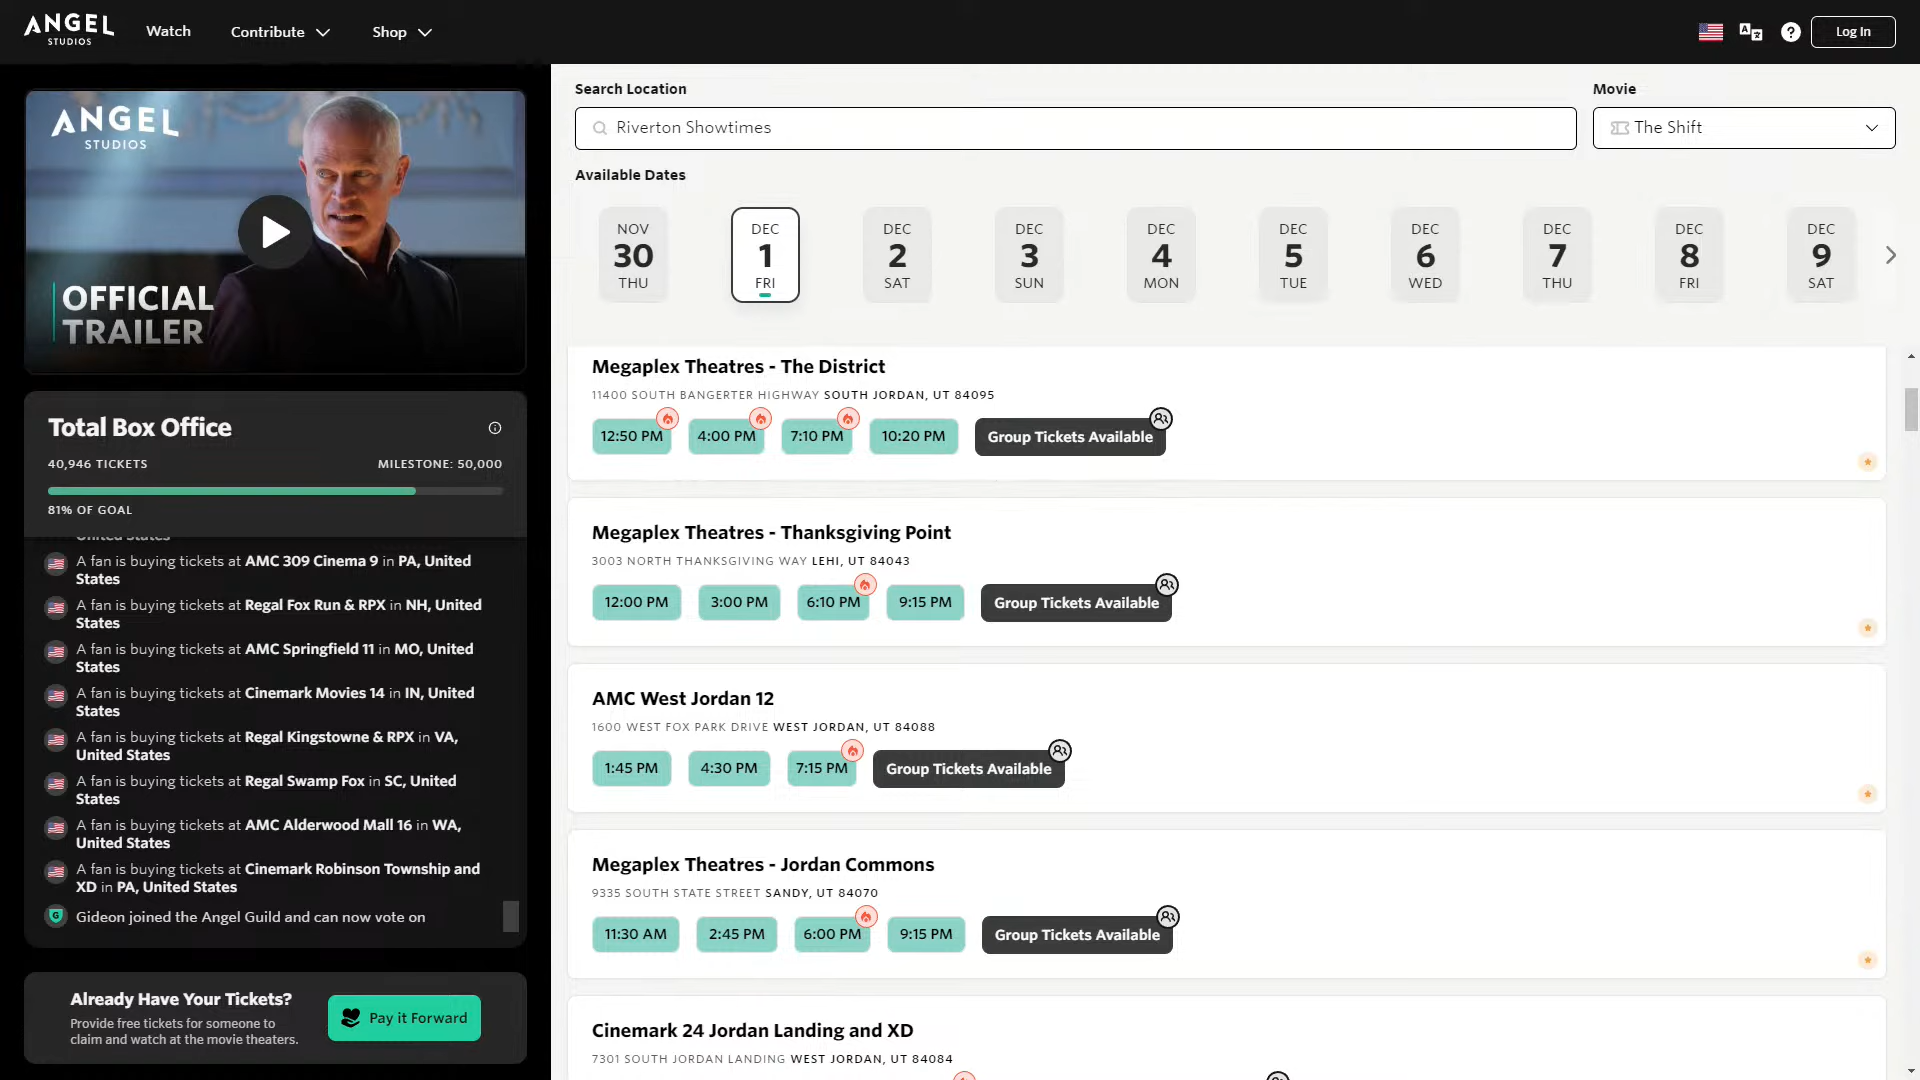 ANGEL
STUDIOS
Watch
Contribute
Shop
Log In
ANGEL
STUDIOS
OFFICIAL
TRAILER
Total Box Office
40,946 TICKETS
MILESTONE: 50,000
81% OF GOAL
United States
A fan is buying tickets at AMC 309 Cinema 9 in PA, United
States
A fan is buying tickets at Regal Fox Run & RPX in NH, United
States
A fan is buying tickets at AMC Springfield 11 in MO, United
States
A fan is buying tickets at Cinemark Movies 14 in IN, United
States
A fan is buying tickets at Regal Kingstowne & RPX in VA,
United States
A fan is buying tickets at Regal Swamp Fox in SC, United
States
A fan is buying tickets at AMC Alderwood Mall 16 in WA,
United States
A fan is buying tickets at Cinemark Robinson Township and
XD in PA, United States
Gideon joined the Angel Guild and can now vote on
Already Have Your Tickets?
Provide free tickets for someone to
claim and watch at the movie theaters.
Pay it Forward
Search Location
Riverton Showtimes
Movie
The Shift
Available Dates
NOV
30
THU
DEC
1
FRI
DEC
2
SAT
DEC
3
SUN
DEC
4
MON
DEC
5
TUE
DEC
6
WED
DEC
7
THU
DEC
8
FRI
DEC
9
SAT
Megaplex Theatres - The District
11400 SOUTH BANGERTER HIGHWAY SOUTH JORDAN, UT 84095
12:50 PM 4:00 PM 7:10 PM 10:20 PM Group Tickets Available
Megaplex Theatres - Thanksgiving Point
3003 NORTH THANKSGIVING WAY LEHI, UT 84043
12:00 PM 3:00 PM 6:10 PM 9:15 PM Group Tickets Available
AMC West Jordan 12
1600 WEST FOX PARK DRIVE WEST JORDAN, UT 84088
1:45 PM 4:30 PM 7:15 PM Group Tickets Available
Megaplex Theatres - Jordan Commons
9335 SOUTH STATE STREET SANDY, UT 84070
11:30 AM 2:45 PM 6:00 PM 9:15 PM Group Tickets Available
Cinemark 24 Jordan Landing and XD
7301 SOUTH JORDAN LANDING WEST JORDAN, UT 84084